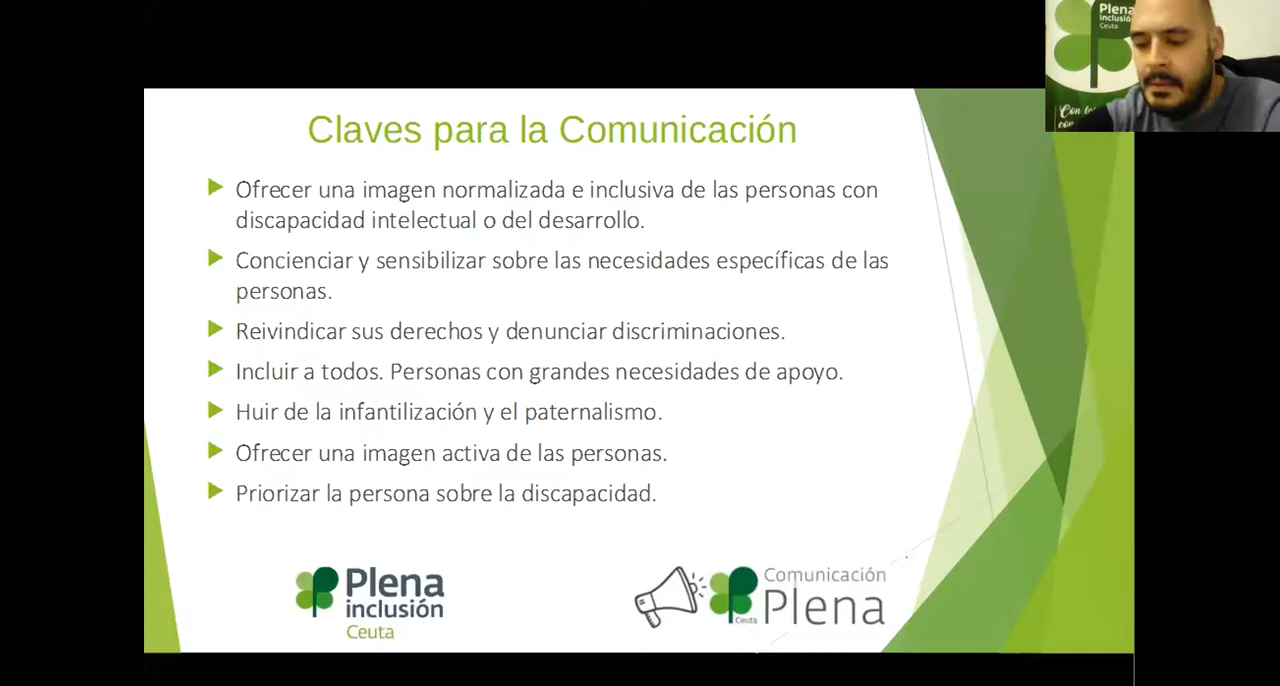 Plena
inclusión
Ceuta
Claves para la Comunicación
Ofrecer una imagen normalizada e inclusiva de las personas con
discapacidad intelectual o del desarrollo.
Concienciar y sensibilizar sobre las necesidades específicas de las
personas.
Reivindicar sus derechos y denunciar discriminaciones.
Incluir a todos. Personas con grandes necesidades de apoyo.
Huir de la infantilización y el paternalismo.
Ofrecer una imagen activa de las personas.
Priorizar la persona sobre la discapacidad.
Plena
inclusión
Ceuta
Comunicación
Plena
Ceuta